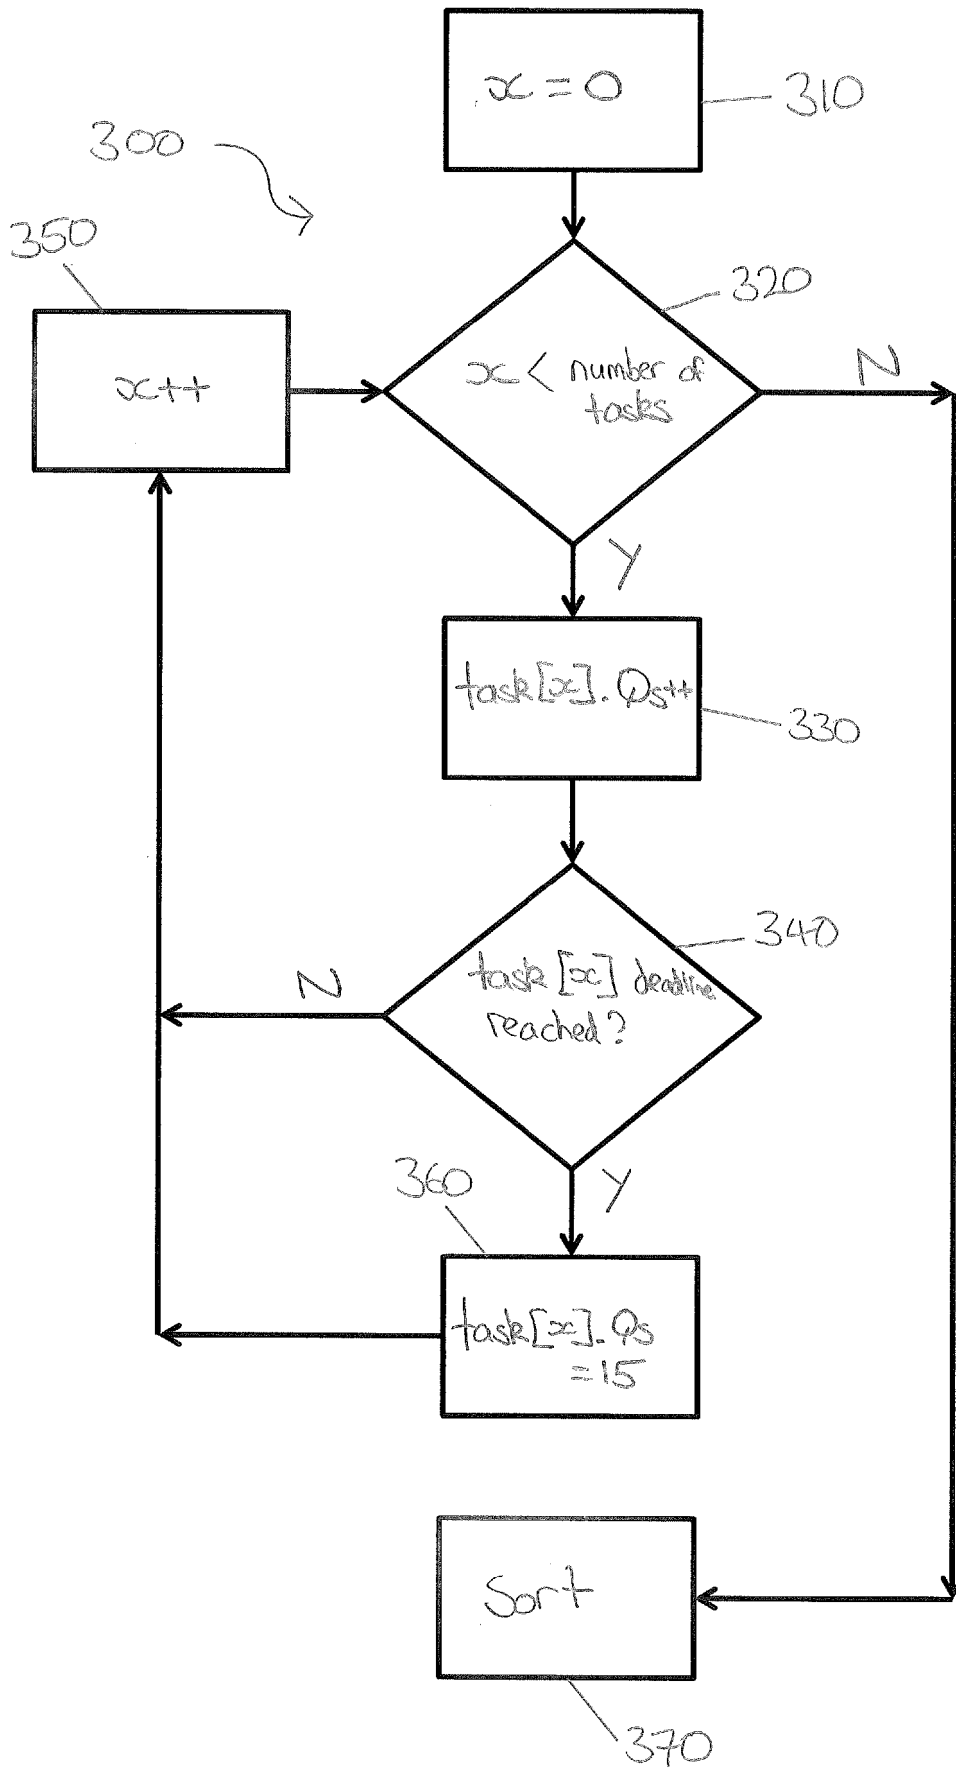 x = 0
310
300
350
320
x++
x < number of
tasks
N
Y
task[x].Qs++
330
340
task [x] deadline
reached?
N
360
Y
task[x].Qs
=15
Sort
370